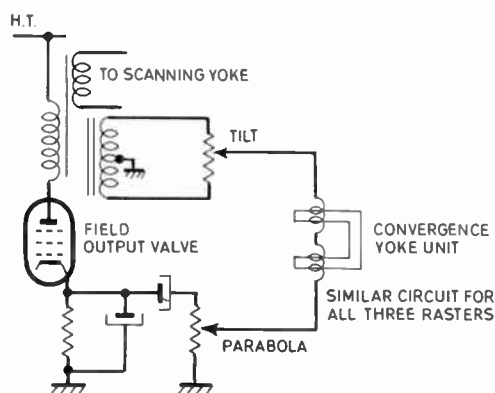 H.T.
TO SCANNING YOKE
TILT
FIELD
OUTPUT VALVE
CONVERGENCE
YOKE UNIT
SIMILAR CIRCUIT FOR
ALL THREE RASTERS
PARABOLA